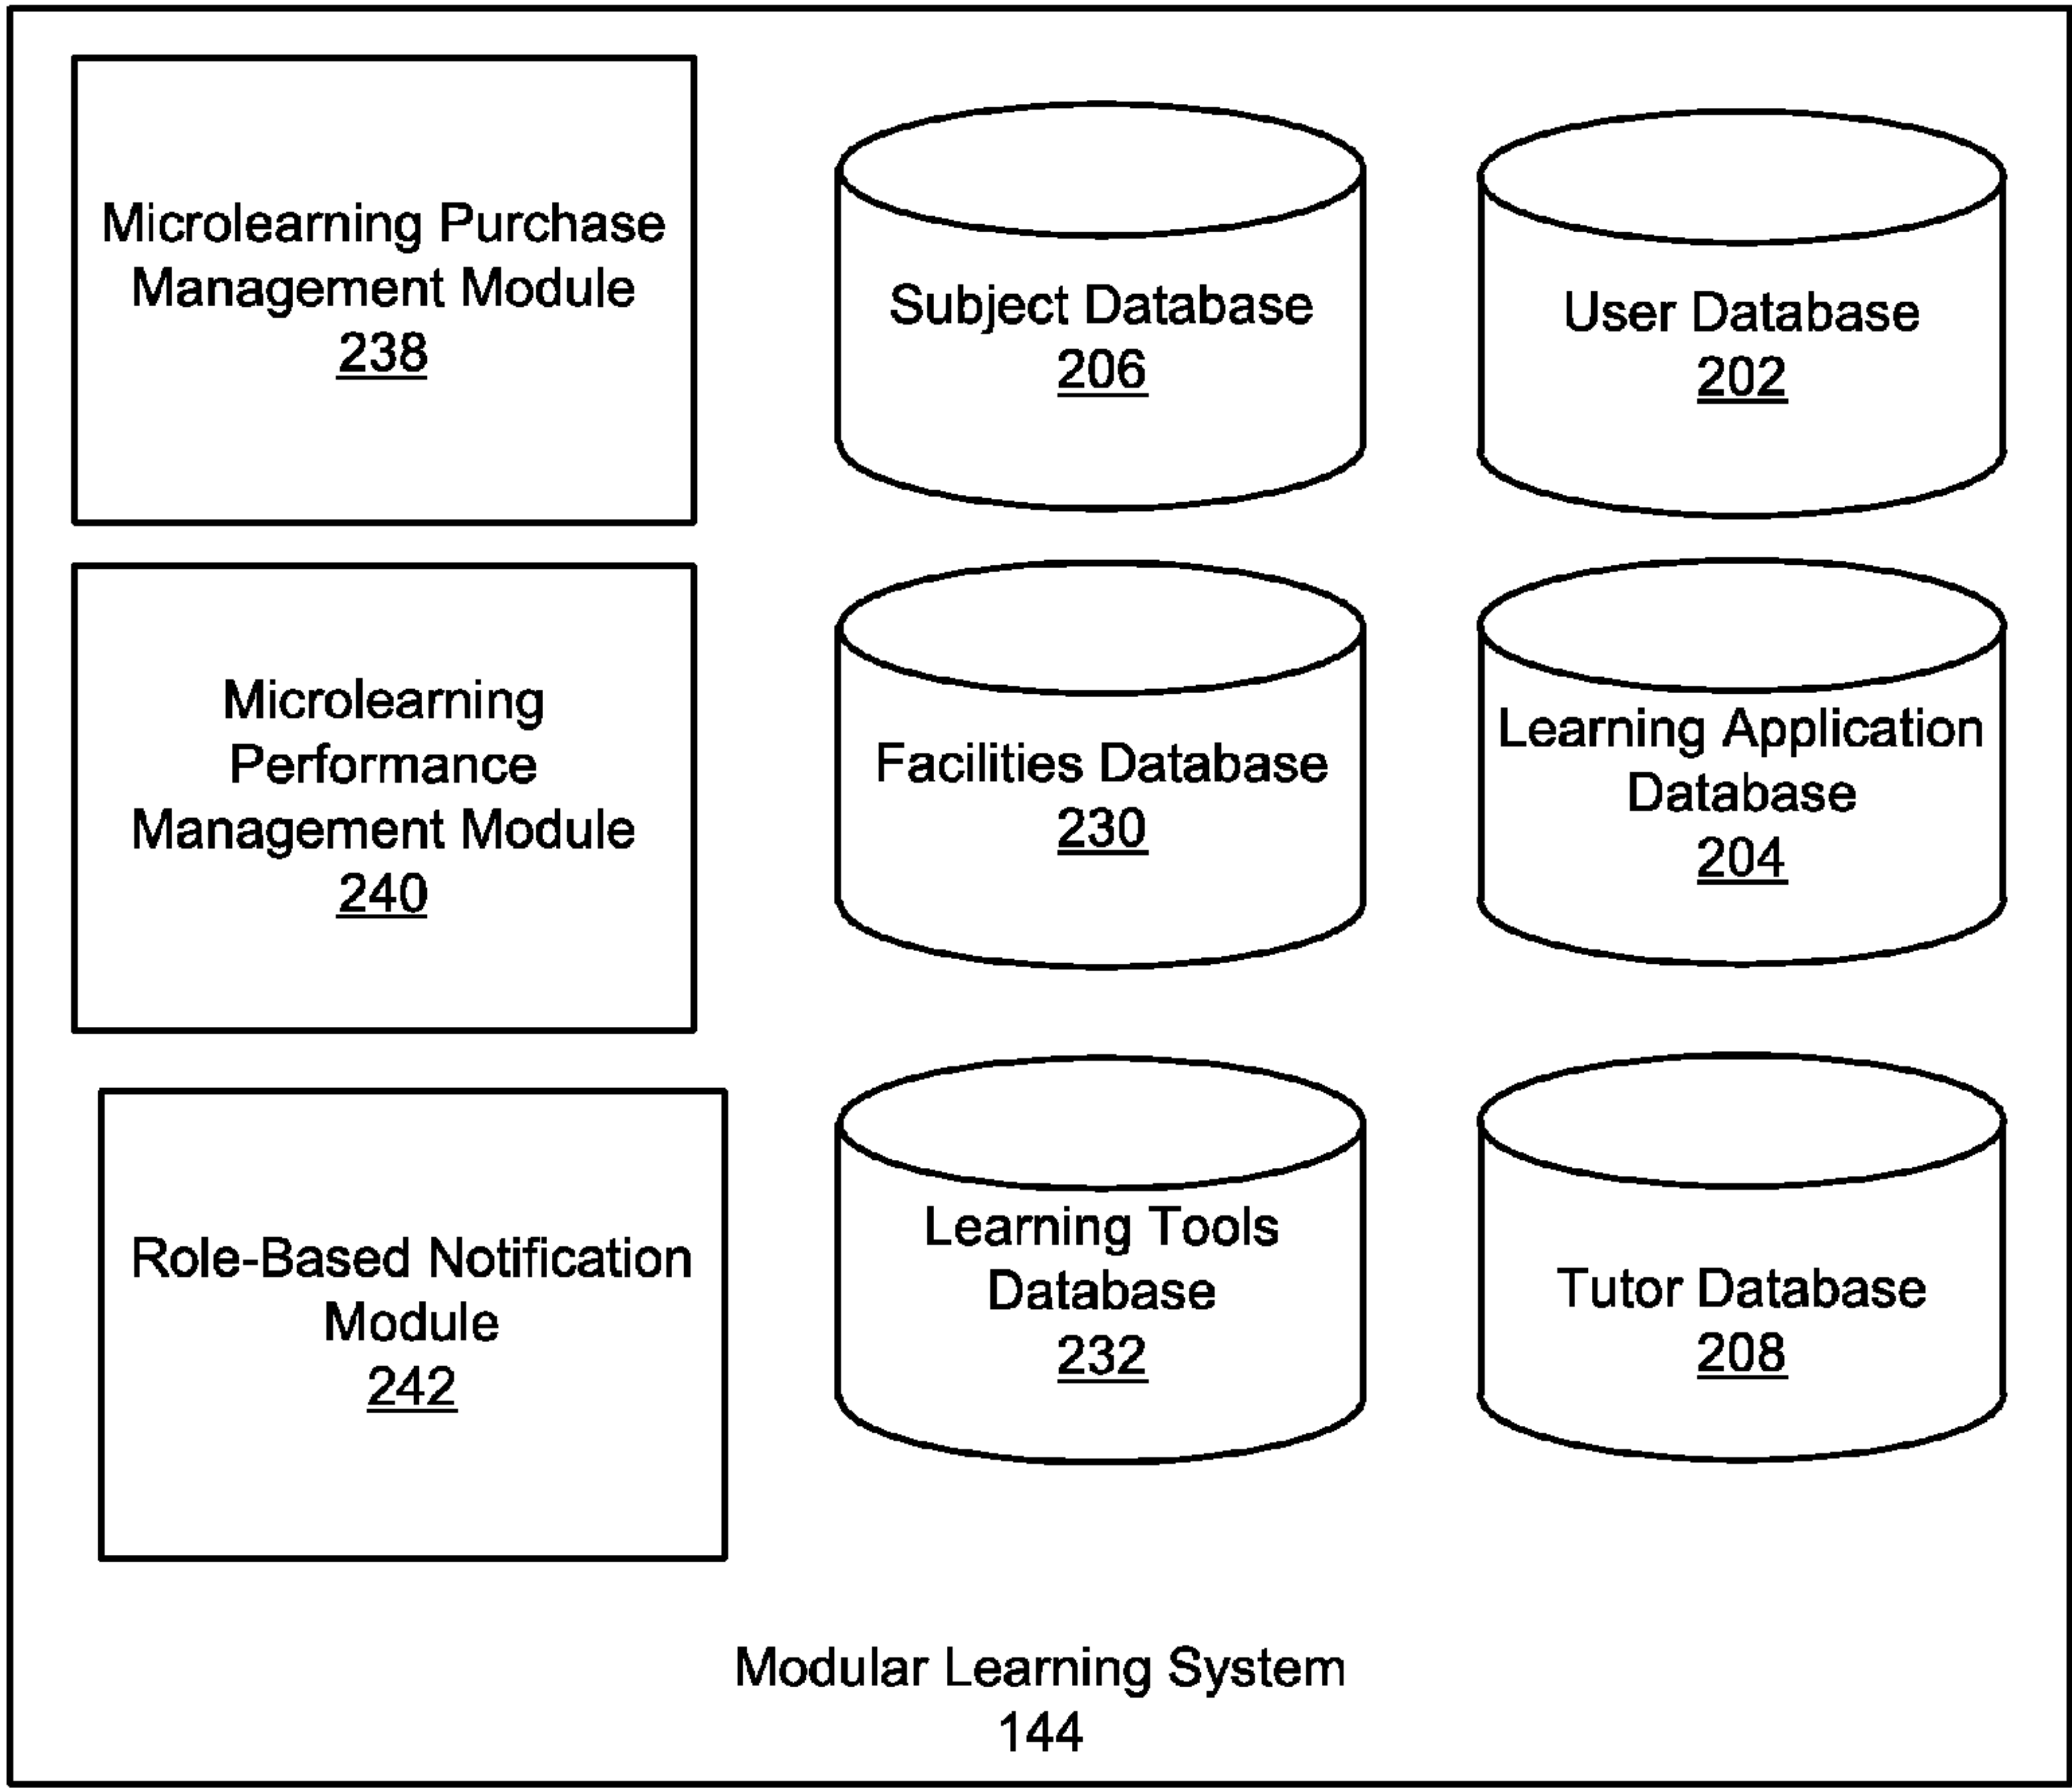 Microlearning Purchase
Management Module
238
Subject Database
206
User Database
202
Microlearning
Performance
Management Module
240
Facilities Database
230
Learning Application
Database
204
Role-Based Notification
Module
242
Learning Tools
Database
232
Tutor Database
208
Modular Learning System
144